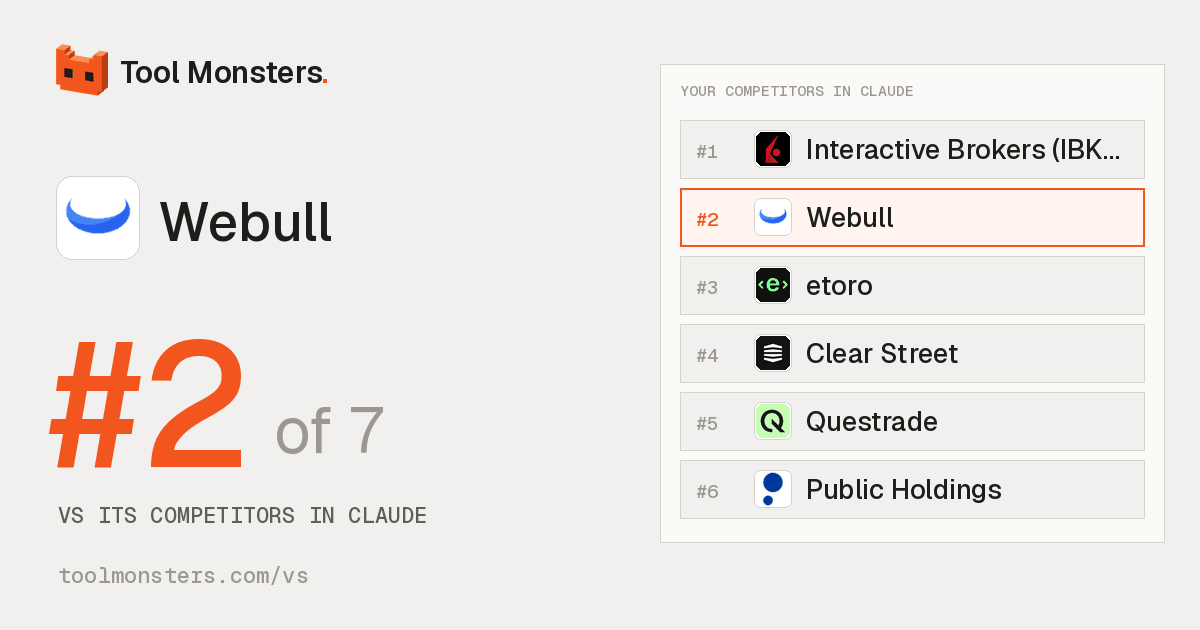 Tool Monsters.
Webull
#2 of 7
VS ITS COMPETITORS IN CLAUDE
toolmonsters.com/vs
YOUR COMPETITORS IN CLAUDE
#1 Interactive Brokers (IBK...
#2 Webull
#3 <e> etoro
#4 Clear Street
#5 Questrade
#6 Public Holdings